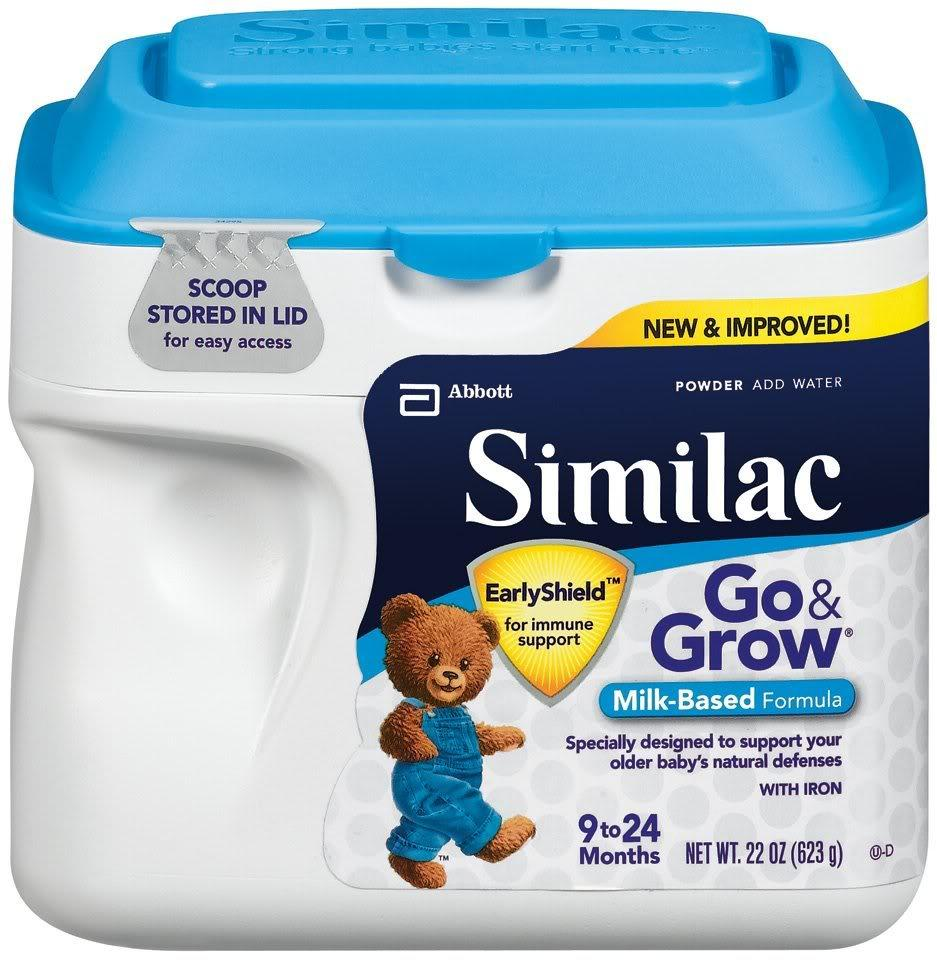 Similac
Strong babies start here™
SCOOP
STORED IN LID
for easy access
NEW & IMPROVED!
Abbott
POWDER ADD WATER
Similac
EarlyShield™
for immune
support
Go &
Grow®
Milk-Based Formula
Specially designed to support your
older baby's natural defenses
WITH IRON
9 to 24
Months
NET WT. 22 OZ (623 g)
Ⓤ-D
™